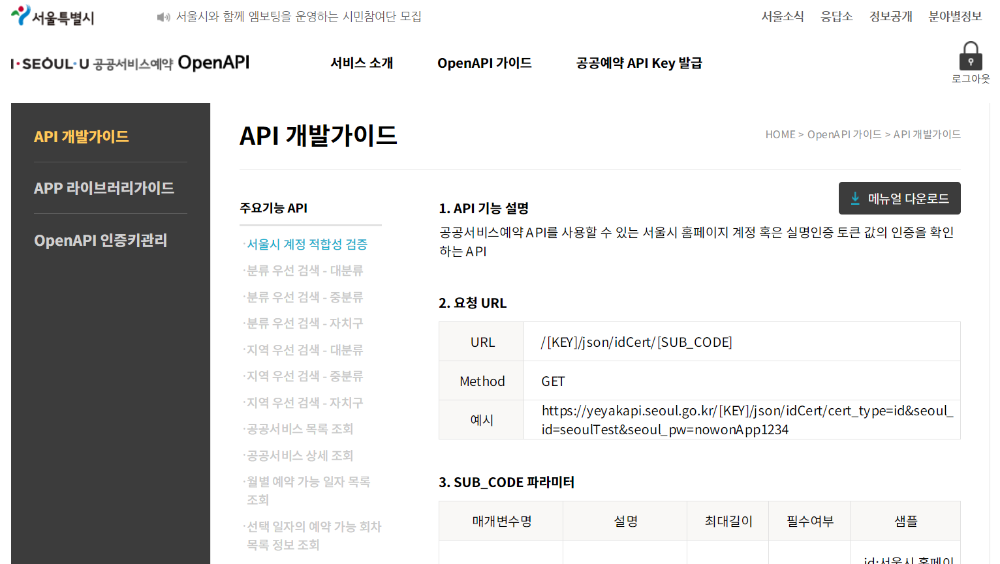 서울특별시
서울시와 함께 엠보팅을 운영하는 시민참여단 모집
서울소식 응답소 정보공개 분야별정보
I·SEOUL·U 공공서비스예약 OpenAPI
서비스 소개 OpenAPI 가이드 공공예약 API Key 발급
로그아웃
API 개발가이드
APP 라이브러리가이드
OpenAPI 인증키관리
API 개발가이드
HOME > OpenAPI 가이드 > API 개발가이드
메뉴얼 다운로드
주요기능 API
·서울시 계정 적합성 검증
·분류 우선 검색 - 대분류
·분류 우선 검색 - 중분류
·분류 우선 검색 - 자치구
·지역 우선 검색 - 대분류
·지역 우선 검색 - 중분류
·지역 우선 검색 - 자치구
·공공서비스 목록 조회
·공공서비스 상세 조회
·월별 예약 가능 일자 목록
조회
·선택 일자의 예약 가능 회차
목록 정보 조회
1. API 기능 설명
공공서비스예약 API를 사용할 수 있는 서울시 홈페이지 계정 혹은 실명인증 토큰 값의 인증을 확인
하는 API
2. 요청 URL
URL /[KEY]/json/idCert/[SUB_CODE]
Method GET
예시 https://yeyakapi.seoul.go.kr/[KEY]/json/idCert/cert_type=id&seoul_
id=seoulTest&seoul_pw=nowonApp1234
3. SUB_CODE 파라미터
매개변수명 설명 최대길이 필수여부 샘플
id:서울시 홈페이